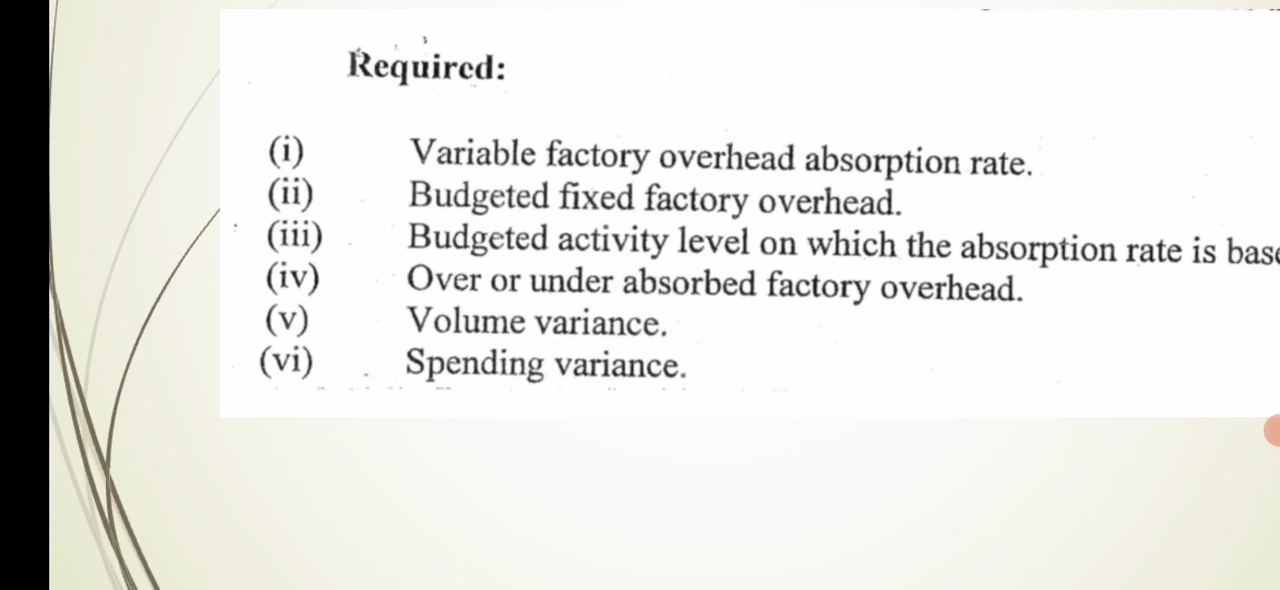 Required:
(i) Variable factory overhead absorption rate.
(ii) Budgeted fixed factory overhead.
(iii) Budgeted activity level on which the absorption rate is
(iv) Over or under absorbed factory overhead.
(v) Volume variance.
(vi) Spending variance.